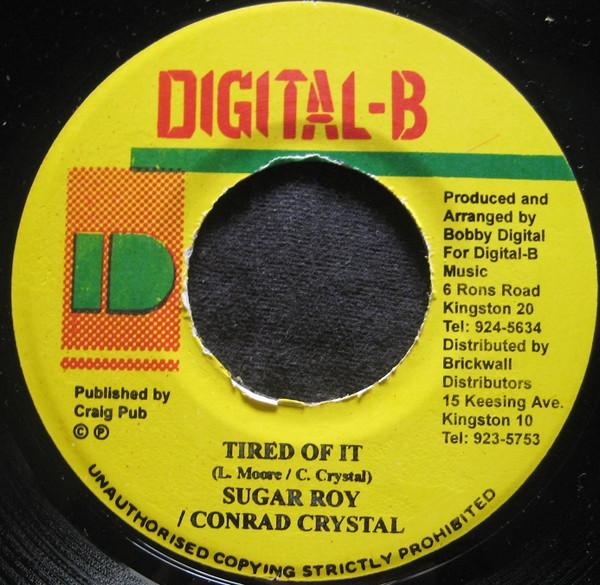 DIGITAL-B
D
Produced and
Arranged by
Bobby Digital
For Digital-B
Music
6 Rons Road
Kingston 20
Tel: 924-5634
Distributed by
Brickwall
Distributors
15 Keesing Ave.
Kingston 10
Tel: 923-5753
Published by
Craig Pub
© ℗
TIRED OF IT
(L. Moore / C. Crystal)
SUGAR ROY
/ CONRAD CRYSTAL
UNAUTHORISED COPYING STRICTLY PROHIBITED